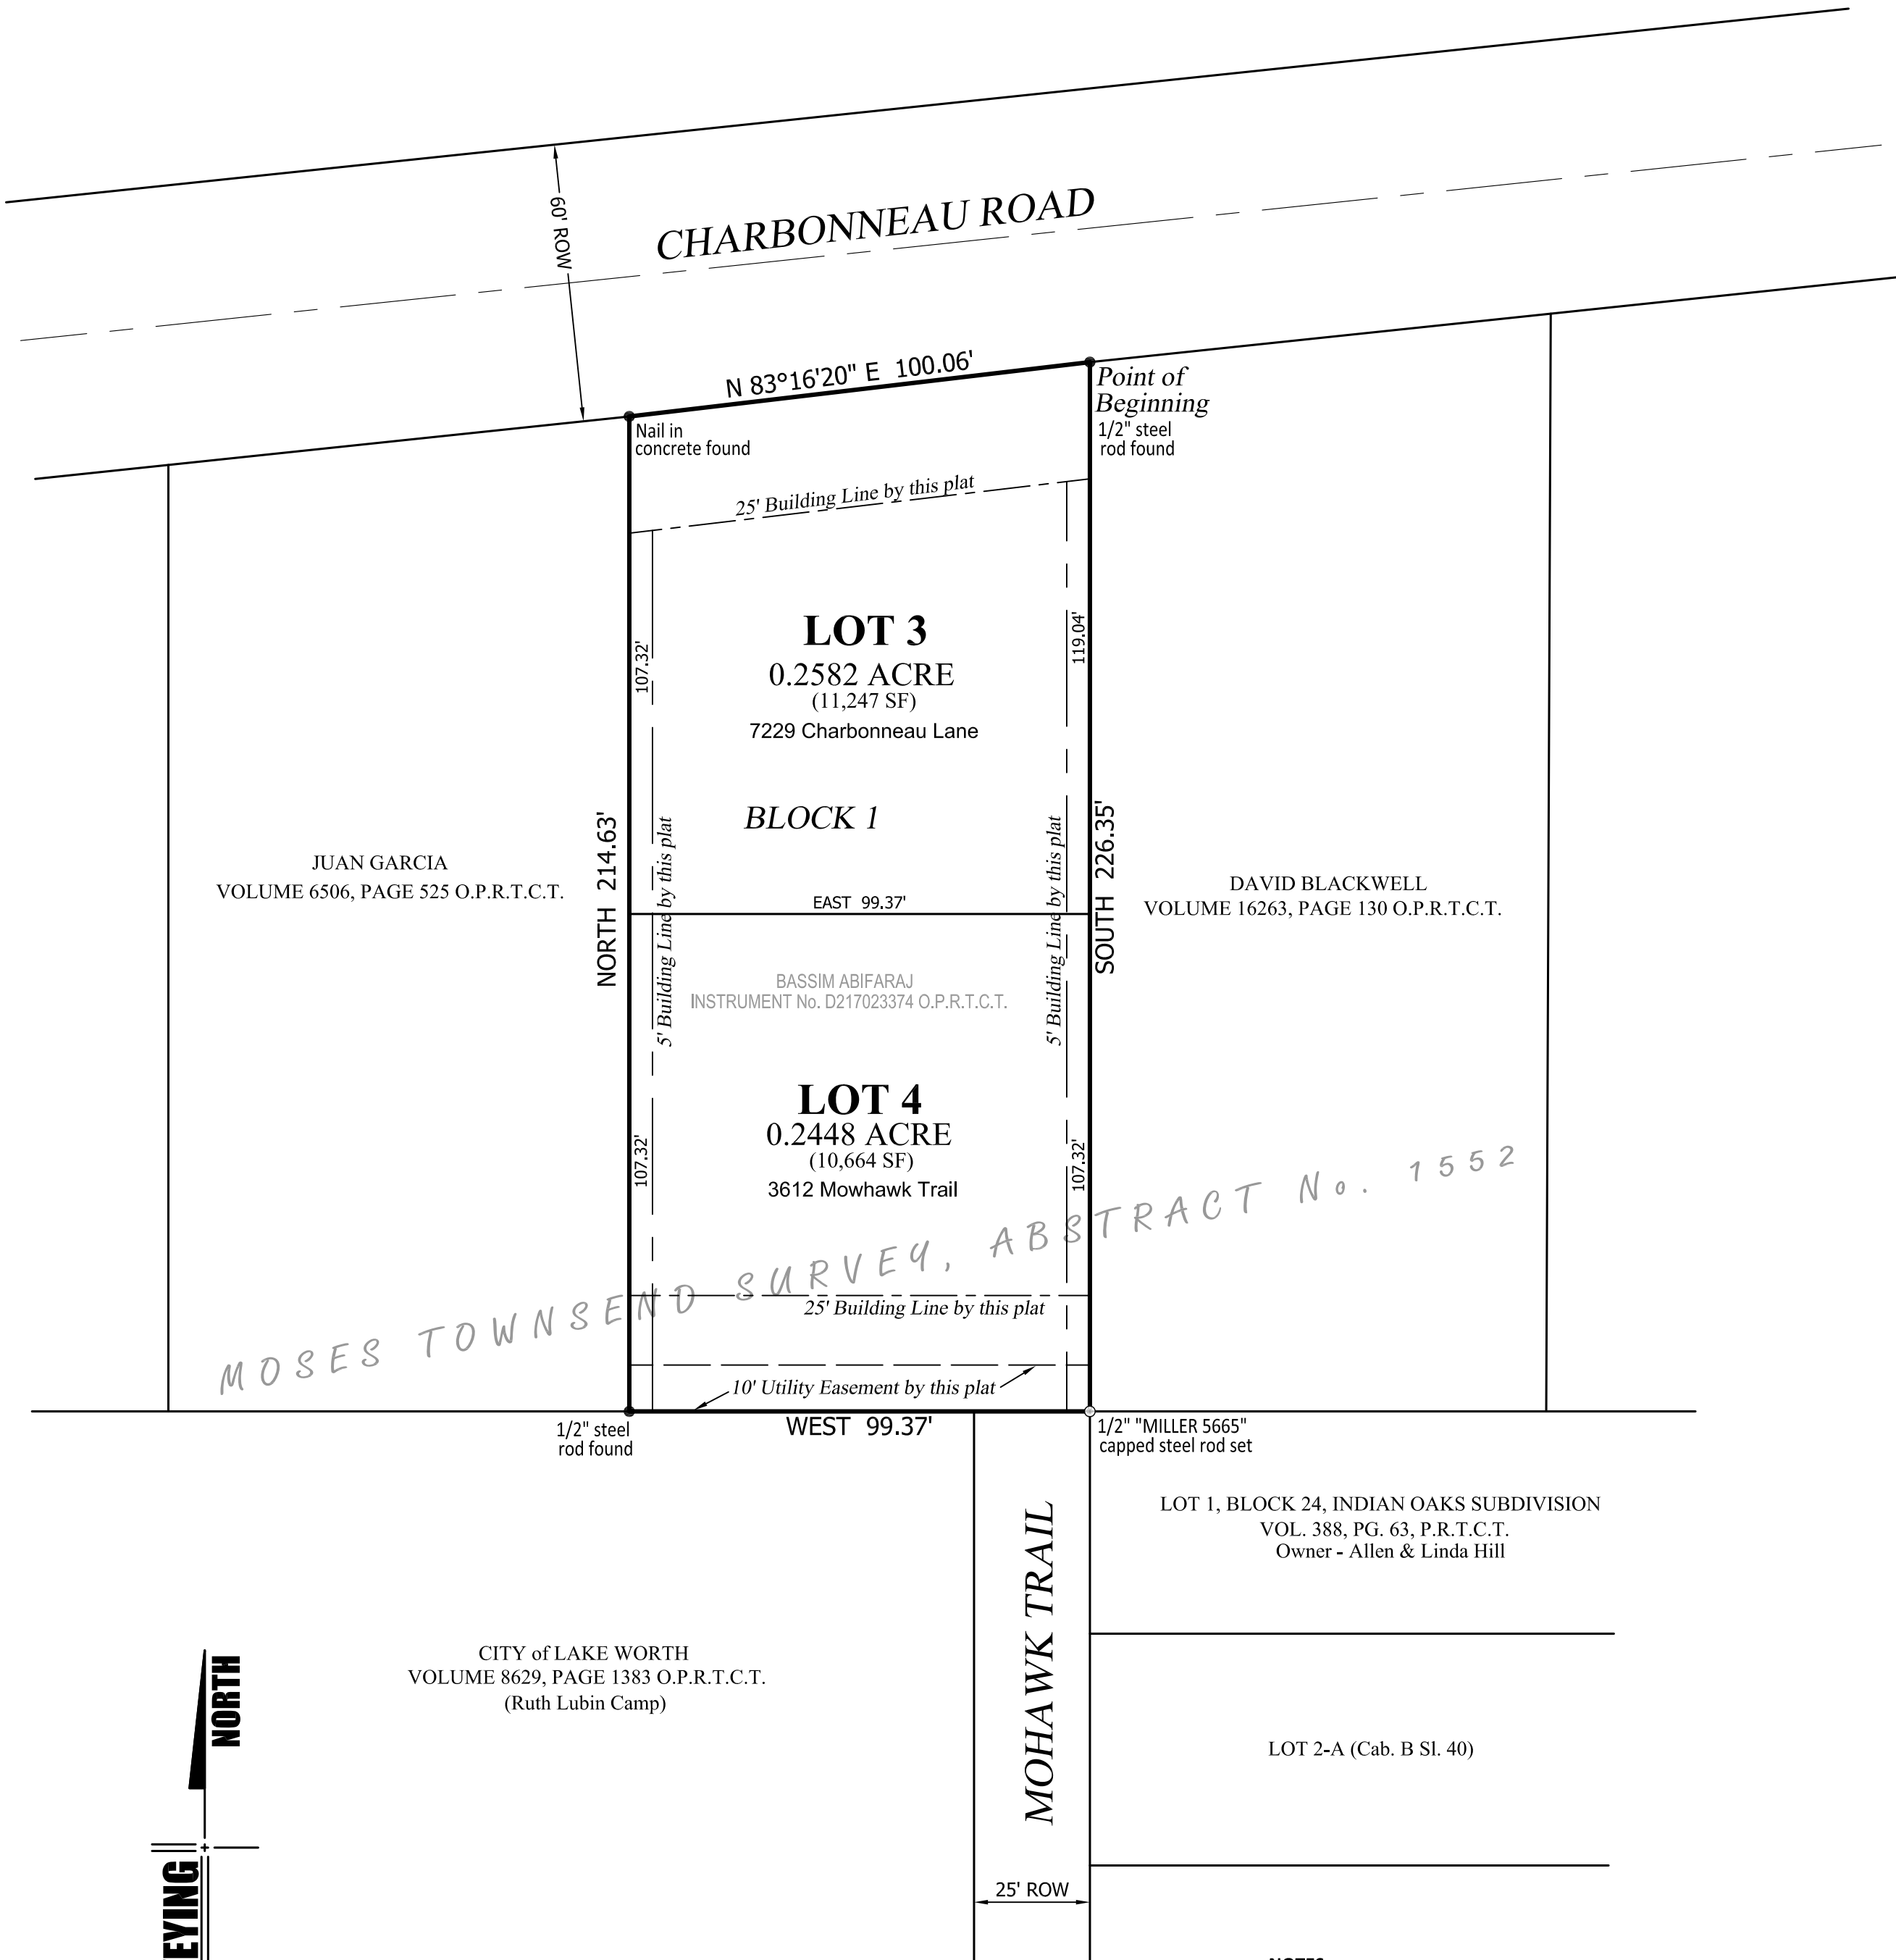 60' ROW
CHARBONNEAU ROAD
N 83°16'20" E 100.06'
Point of
Beginning
1/2" steel
rod found
Nail in
concrete found
25' Building Line by this plat
107.32'
119.04'
LOT 3
0.2582 ACRE
(11,247 SF)
7229 Charbonneau Lane
BLOCK 1
NORTH 214.63'
5' Building Line by this plat
5' Building Line by this plat
SOUTH 226.35'
JUAN GARCIA
VOLUME 6506, PAGE 525 O.P.R.T.C.T.
DAVID BLACKWELL
VOLUME 16263, PAGE 130 O.P.R.T.C.T.
EAST 99.37'
BASSIM ABIFARAJ
INSTRUMENT No. D217023374 O.P.R.T.C.T.
LOT 4
0.2448 ACRE
(10,664 SF)
3612 Mowhawk Trail
107.32'
107.32'
MOSES TOWNSEND SURVEY, ABSTRACT No. 1552
25' Building Line by this plat
10' Utility Easement by this plat
1/2" steel
rod found
WEST 99.37'
1/2" "MILLER 5665"
capped steel rod set
MOHAWK TRAIL
LOT 1, BLOCK 24, INDIAN OAKS SUBDIVISION
VOL. 388, PG. 63, P.R.T.C.T.
Owner - Allen & Linda Hill
CITY of LAKE WORTH
VOLUME 8629, PAGE 1383 O.P.R.T.C.T.
(Ruth Lubin Camp)
NORTH
LOT 2-A (Cab. B Sl. 40)
EYING
25' ROW